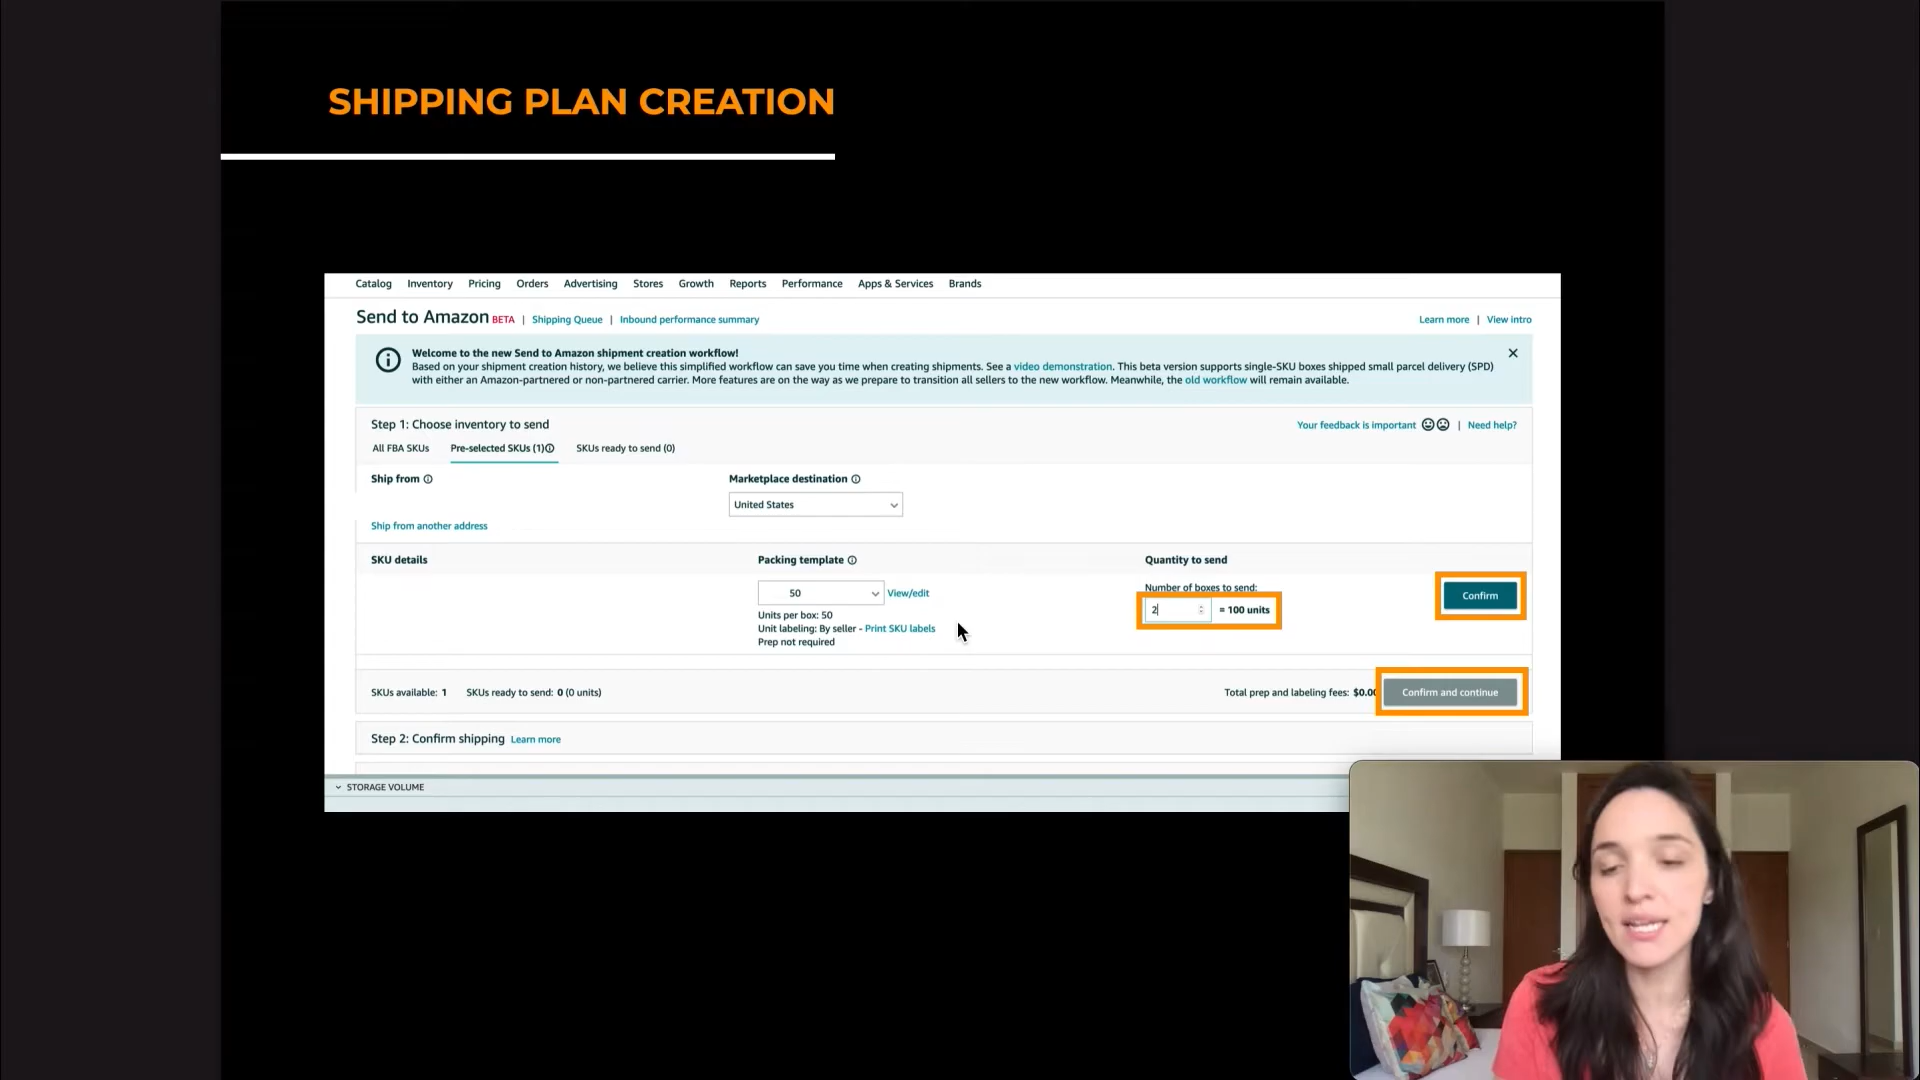 SHIPPING PLAN CREATION
Catalog Inventory Pricing Orders Advertising Stores Growth Reports Performance Apps & Services Brands
Send to Amazon BETA | Shipping Queue | Inbound performance summary Learn more | View intro
Welcome to the new Send to Amazon shipment creation workflow!
Based on your shipment creation history, we believe this simplified workflow can save you time when creating shipments. See a video demonstration. This beta version supports single-SKU boxes shipped small parcel delivery (SPD)
with either an Amazon-partnered or non-partnered carrier. More features are on the way as we prepare to transition all sellers to the new workflow. Meanwhile, the old workflow will remain available.
Step 1: Choose inventory to send Your feedback is important | Need help?
All FBA SKUs Pre-selected SKUs (1) SKUs ready to send (0)
Ship from Marketplace destination
United States
Ship from another address
SKU details Packing template Quantity to send
Number of boxes to send:
50 View/edit Confirm
2 = 100 units
Units per box: 50
Unit labeling: By seller - Print SKU labels
Prep not required
SKUs available: 1 SKUs ready to send: 0 (0 units) Total prep and labeling fees: $0.00 Confirm and continue
Step 2: Confirm shipping Learn more
STORAGE VOLUME